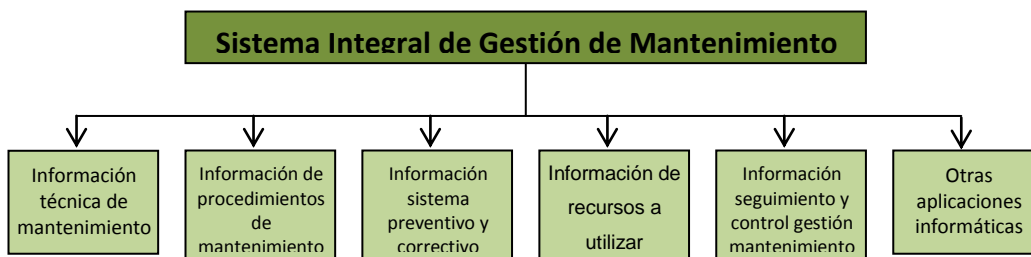 Sistema Integral de Gestión de Mantenimiento
Información
técnica de
mantenimiento
Información de
procedimientos
de
mantenimiento
Información
sistema
preventivo y
correctivo
Información de
recursos a
utilizar
Información
seguimiento y
control gestión
mantenimiento
Otras
aplicaciones
informáticas